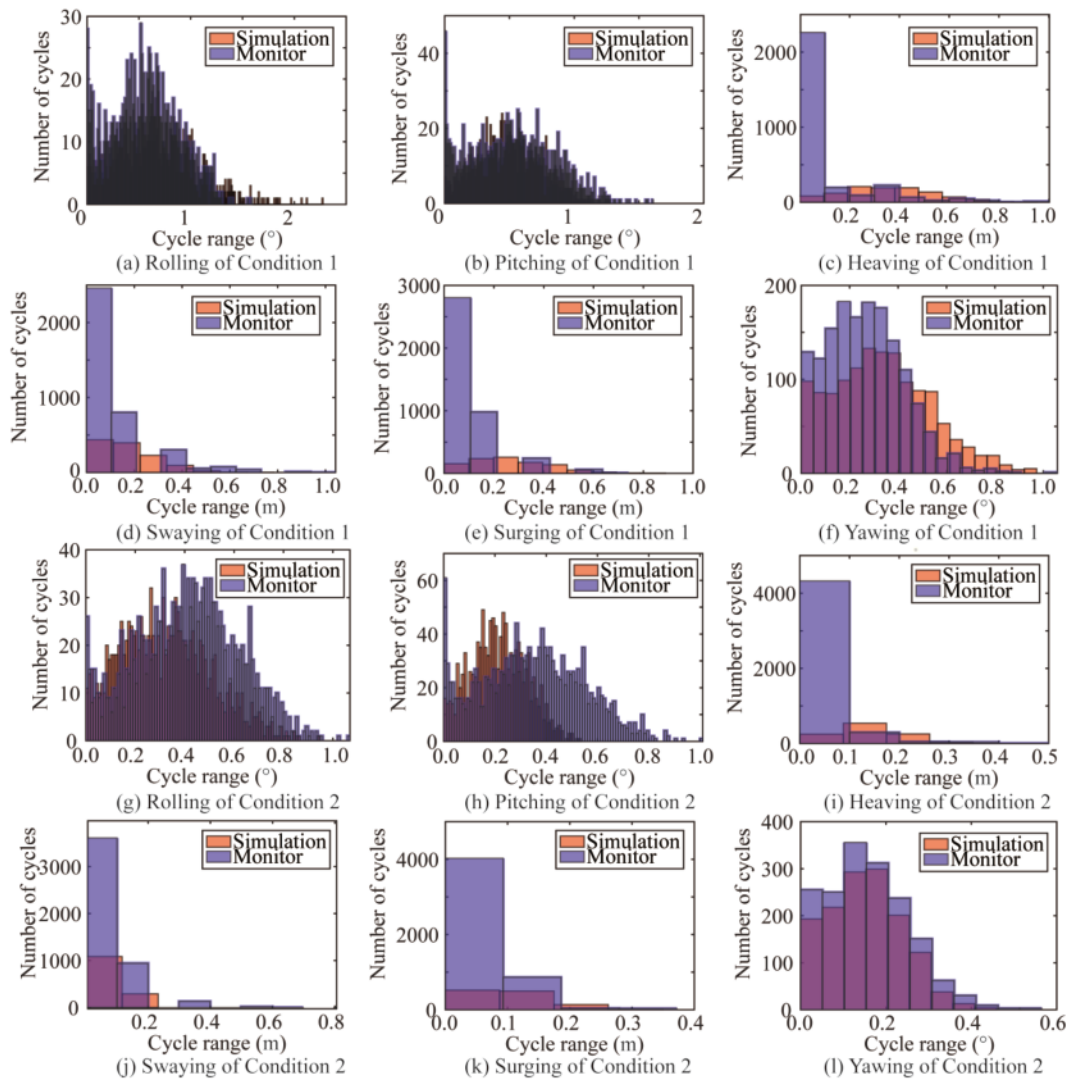 30
20
10
0
Number of cycles
Simulation
Monitor
0
1
2
Cycle range (°)
(a) Rolling of Condition 1
40
20
0
Number of cycles
Simulation
Monitor
0
1
2
Cycle range (°)
(b) Pitching of Condition 1
2000
1000
0
Number of cycles
Simulation
Monitor
0.2
0.4
0.6
0.8
1.0
Cycle range (m)
(c) Heaving of Condition 1
2000
1000
0
Number of cycles
Simulation
Monitor
0.0
0.2
0.4
0.6
0.8
1.0
Cycle range (m)
(d) Swaying of Condition 1
3000
2000
1000
0
Number of cycles
Simulation
Monitor
0.0
0.2
0.4
0.6
0.8
1.0
Cycle range (m)
(e) Surging of Condition 1
200
100
0
Number of cycles
Simulation
Monitor
0.0
0.2
0.4
0.6
0.8
1.0
Cycle range (°)
(f) Yawing of Condition 1
40
30
20
10
0
Number of cycles
Simulation
Monitor
0.0
0.2
0.4
0.6
0.8
1.0
Cycle range (°)
(g) Rolling of Condition 2
60
40
20
0
Number of cycles
Simulation
Monitor
0.0
0.2
0.4
0.6
0.8
1.0
Cycle range (°)
(h) Pitching of Condition 2
4000
2000
0
Number of cycles
Simulation
Monitor
0.0
0.1
0.2
0.3
0.4
0.5
Cycle range (m)
(i) Heaving of Condition 2
3000
2000
1000
0
Number of cycles
Simulation
Monitor
0.2
0.4
0.6
0.8
Cycle range (m)
(j) Swaying of Condition 2
4000
2000
0
Number of cycles
Simulation
Monitor
0.0
0.1
0.2
0.3
0.4
Cycle range (m)
(k) Surging of Condition 2
400
300
200
100
0
Number of cycles
Simulation
Monitor
0.0
0.2
0.4
0.6
Cycle range (°)
(l) Yawing of Condition 2